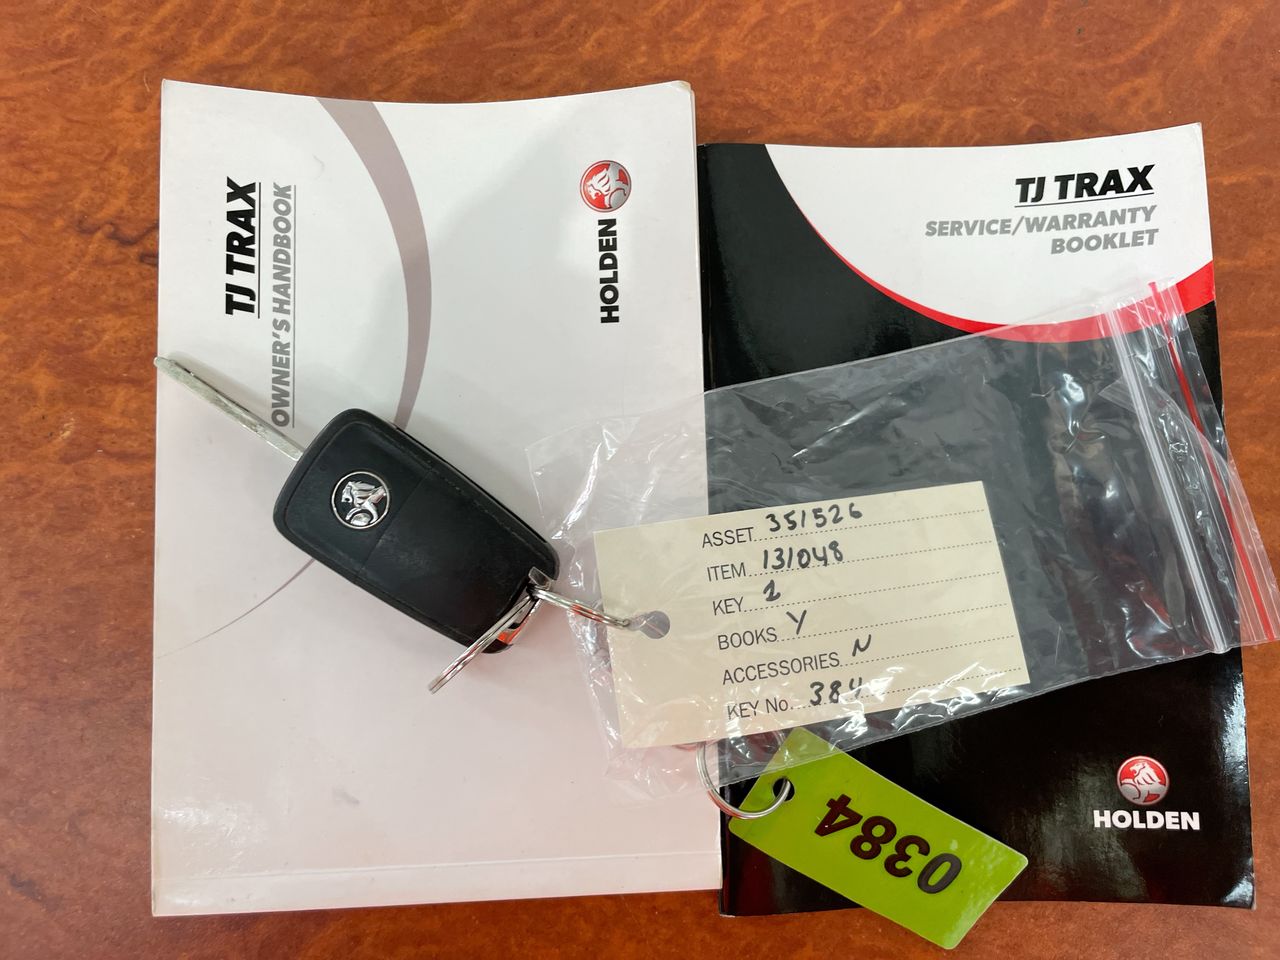 TJ TRAX
OWNER'S HANDBOOK
HOLDEN
TJ TRAX
SERVICE/WARRANTY
BOOKLET
ASSET 351526
ITEM 131048
KEY 1
BOOKS Y
ACCESSORIES N
KEY No. 384
HOLDEN
0384